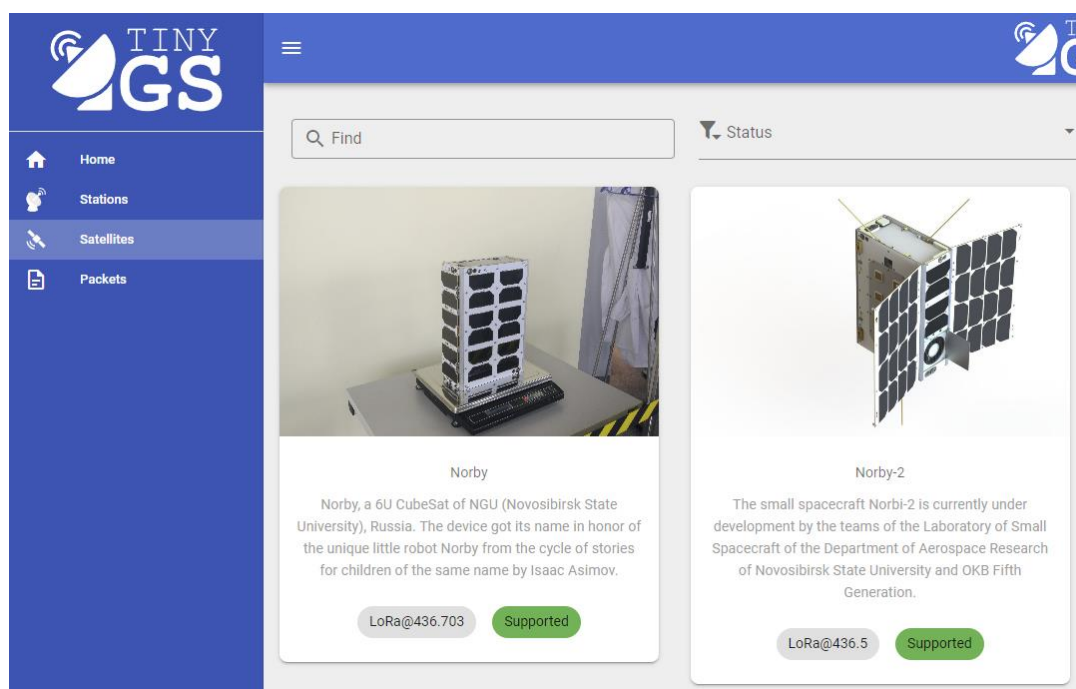 TINY
GS
Home
Stations
Satellites
Packets
Find
Status
Norby
Norby, a 6U CubeSat of NGU (Novosibirsk State
University), Russia. The device got its name in honor of
the unique little robot Norby from the cycle of stories
for children of the same name by Isaac Asimov.
LoRa@436.703
Supported
Norby-2
The small spacecraft Norbi-2 is currently under
development by the teams of the Laboratory of Small
Spacecraft of the Department of Aerospace Research
of Novosibirsk State University and OKB Fifth
Generation.
LoRa@436.5
Supported